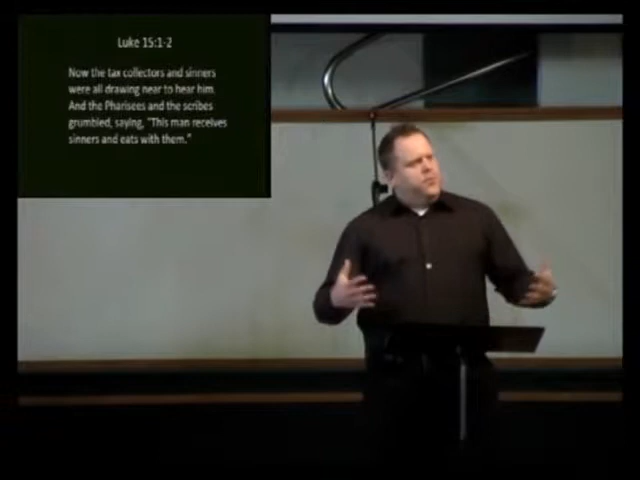 Luke 15:1-2
Now the tax collectors and sinners
were all drawing near to hear him.
And the Pharisees and the scribes
grumbled, saying, "This man receives
sinners and eats with them."